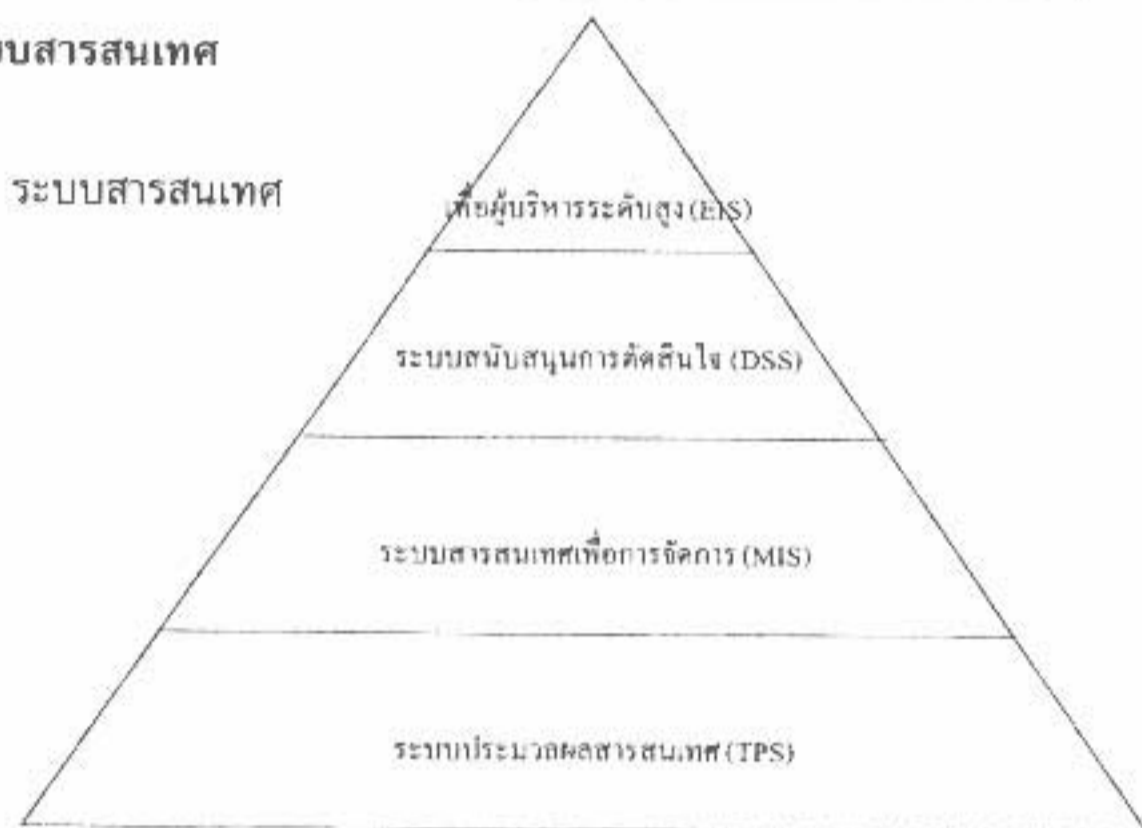 บสารสนเทศ
ระบบสารสนเทศ
เพื่อผู้บริหารระดับสูง (EIS)
ระบบสนับสนุนการตัดสินใจ (DSS)
ระบบสารสนเทศเพื่อการจัดการ (MIS)
ระบบประมวลผลสารสนเทศ (TPS)